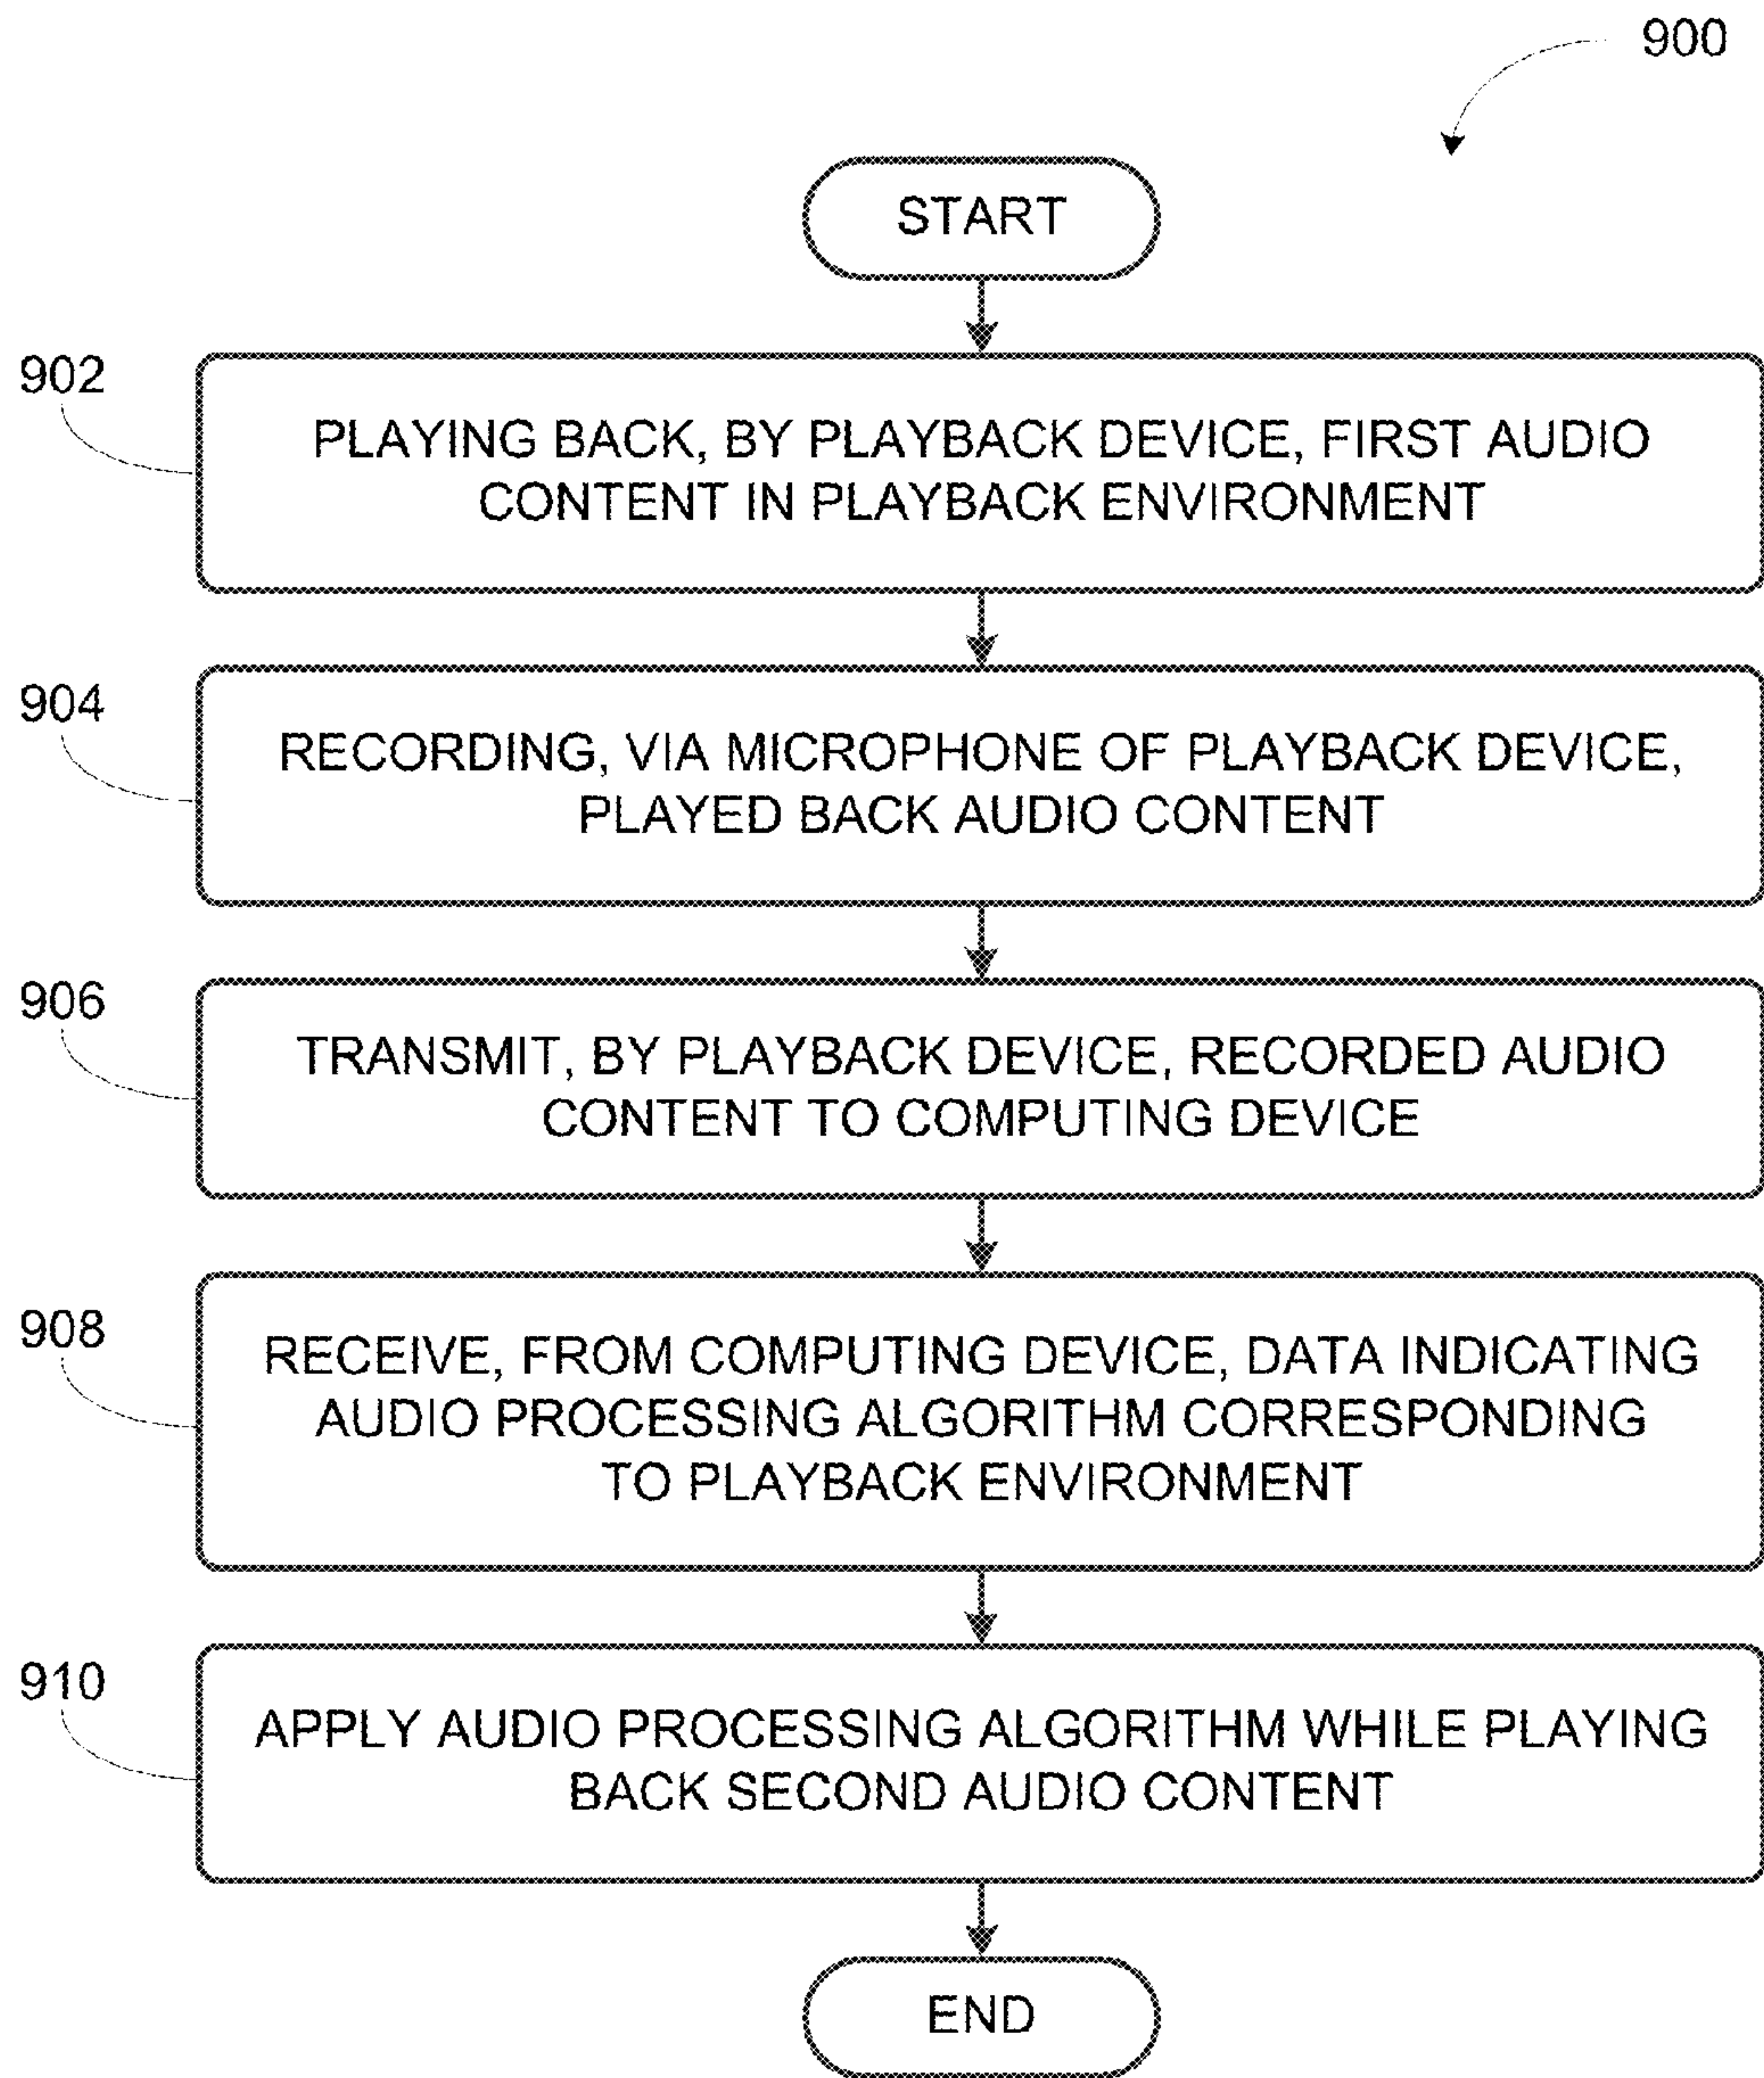 900
START
902
PLAYING BACK, BY PLAYBACK DEVICE, FIRST AUDIO
CONTENT IN PLAYBACK ENVIRONMENT
904
RECORDING, VIA MICROPHONE OF PLAYBACK DEVICE,
PLAYED BACK AUDIO CONTENT
906
TRANSMIT, BY PLAYBACK DEVICE, RECORDED AUDIO
CONTENT TO COMPUTING DEVICE
908
RECEIVE, FROM COMPUTING DEVICE, DATA INDICATING
AUDIO PROCESSING ALGORITHM CORRESPONDING
TO PLAYBACK ENVIRONMENT
910
APPLY AUDIO PROCESSING ALGORITHM WHILE PLAYING
BACK SECOND AUDIO CONTENT
END